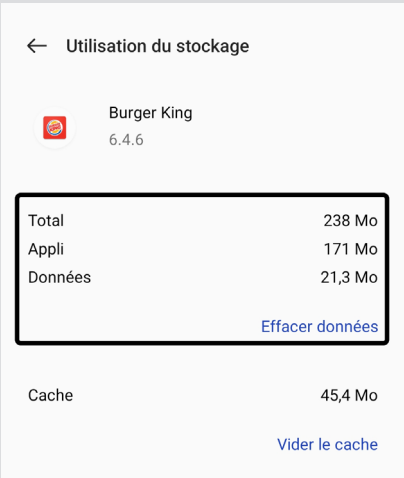 Utilisation du stockage
Burger King
6.4.6
Total 238 Mo
Appli 171 Mo
Données 21,3 Mo
Effacer données
Cache 45,4 Mo
Vider le cache